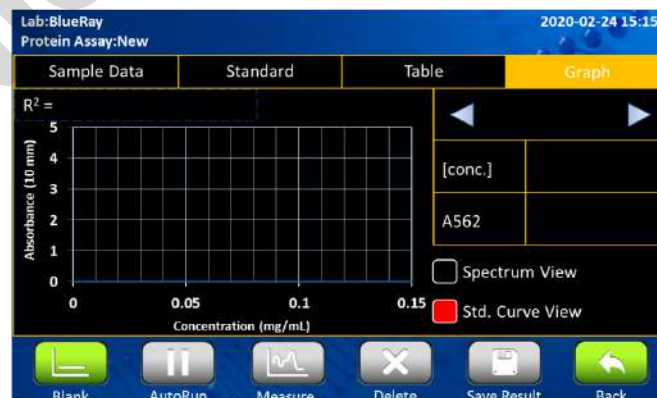 Lab:BlueRay
2020-02-24 15:15
Protein Assay:New
Sample Data
Standard
Table
Graph
R² =
5
4
3
2
1
0
Absorbance (10 mm)
0
0.05
0.1
0.15
Concentration (mg/mL)
[conc.]
A562
Spectrum View
Std. Curve View
Blank
AutoRun
Measure
Delete
Save Result
Back